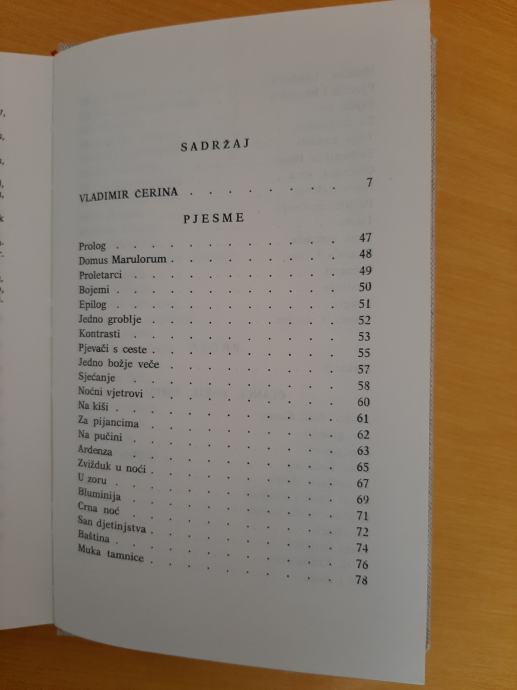 SADRŽAJ
VLADIMIR ČERINA . . . . . . . . 7
PJESME
Prolog . . . . . . . . . . 47
Domus Marulorum . . . . . . . . 48
Proletarci . . . . . . . . . 49
Bojemi . . . . . . . . . . 50
Epilog . . . . . . . . . . 51
Jedno groblje . . . . . . . . . 52
Kontrasti . . . . . . . . . 53
Pjevači s ceste . . . . . . . . 55
Jedno božje veče . . . . . . . . 57
Sjećanje . . . . . . . . . 58
Noćni vjetrovi . . . . . . . . 60
Na kiši . . . . . . . . . . 61
Za pijancima . . . . . . . . 62
Na pučini . . . . . . . . . 63
Ardenza . . . . . . . . . 65
Zvižduk u noći . . . . . . . . 67
U zoru . . . . . . . . . . 69
Bluminija . . . . . . . . . 71
Crna noć . . . . . . . . . 72
San djetinjstva . . . . . . . . 74
Baština . . . . . . . . . 76
Muka tamnice . . . . . . . . 78